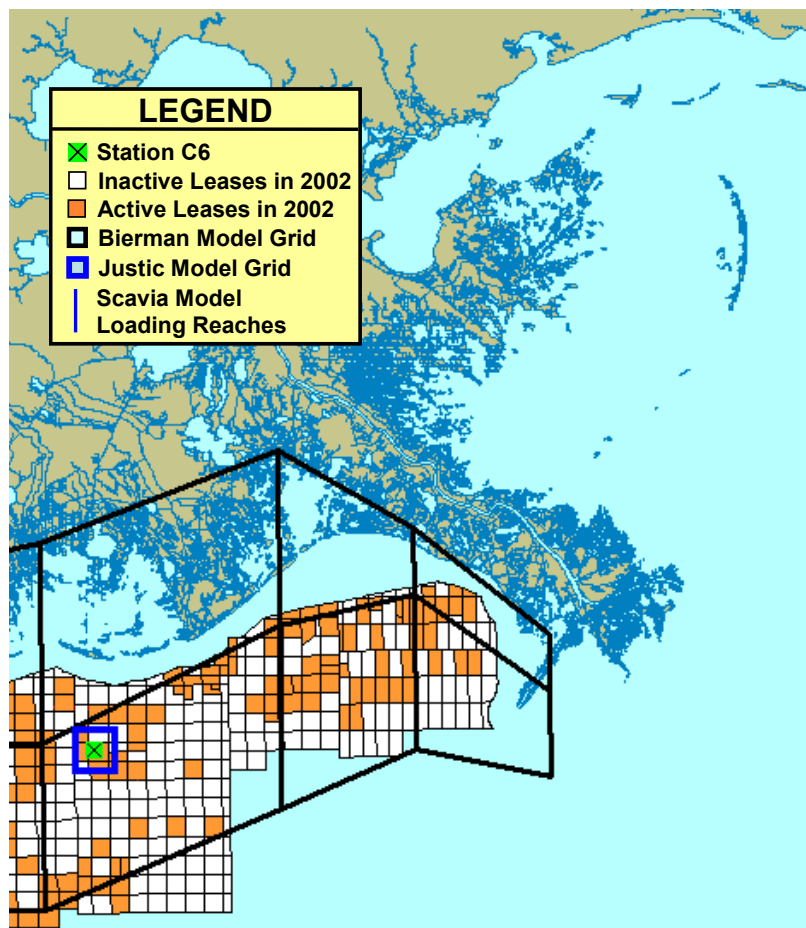 LEGEND
Station C6
Inactive Leases in 2002
Active Leases in 2002
Bierman Model Grid
Justic Model Grid
Scavia Model
Loading Reaches